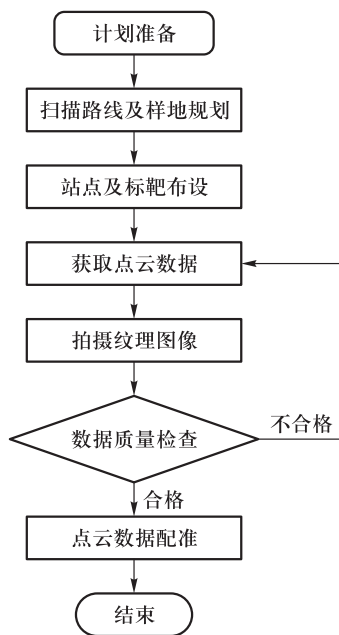 计划准备
扫描路线及样地规划
站点及标靶布设
获取点云数据
拍摄纹理图像
数据质量检查
不合格
合格
点云数据配准
结束